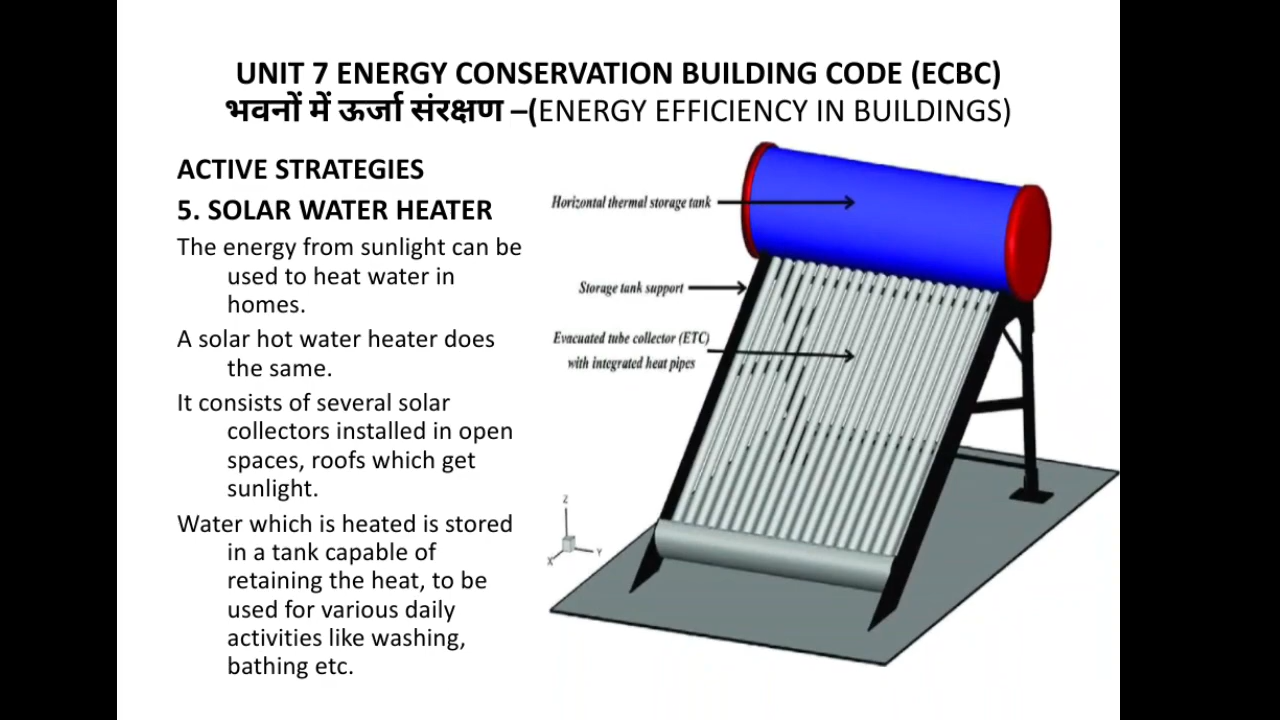 UNIT 7 ENERGY CONSERVATION BUILDING CODE (ECBC)
भवनों में ऊर्जा संरक्षण –(ENERGY EFFICIENCY IN BUILDINGS)
ACTIVE STRATEGIES
5. SOLAR WATER HEATER
The energy from sunlight can be
used to heat water in
homes.
A solar hot water heater does
the same.
It consists of several solar
collectors installed in open
spaces, roofs which get
sunlight.
Water which is heated is stored
in a tank capable of
retaining the heat, to be
used for various daily
activities like washing,
bathing etc.
Horizontal thermal storage tank
Storage tank support
Evacuated tube collector (ETC)
with integrated heat pipes
Z
X
Y